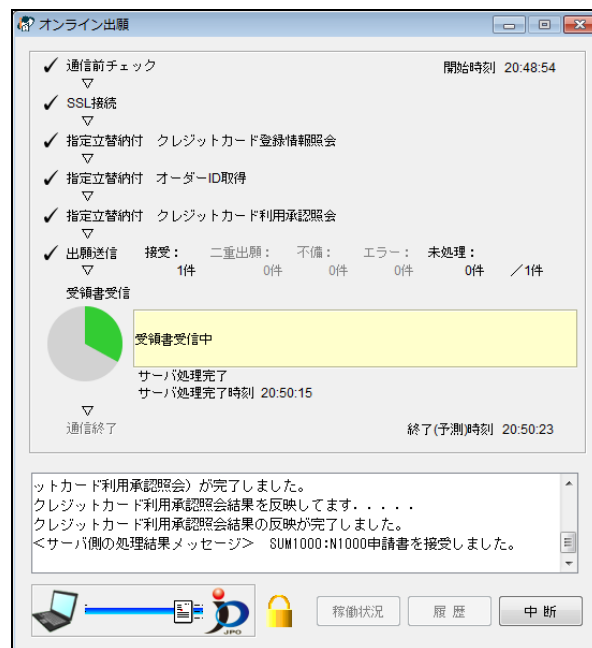 オンライン出願
✓ 通信前チェック 開始時刻 20:48:54
▽
✓ SSL接続
▽
✓ 指定立替納付 クレジットカード登録情報照会
▽
✓ 指定立替納付 オーダーID取得
▽
✓ 指定立替納付 クレジットカード利用承認照会
▽
✓ 出願送信 接受： 二重出願： 不備： エラー： 未処理：
▽ 1件 0件 0件 0件 0件 ／1件
受領書受信
受領書受信中
サーバ処理完了
サーバ処理完了時刻 20:50:15
▽
通信終了 終了(予測)時刻 20:50:23
ットカード利用承認照会）が完了しました。
クレジットカード利用承認照会結果を反映してます．．．．．
クレジットカード利用承認照会結果の反映が完了しました。
＜サーバ側の処理結果メッセージ＞ SUM1000:N1000申請書を接受しました。
JPO 稼働状況 履 歴 中 断